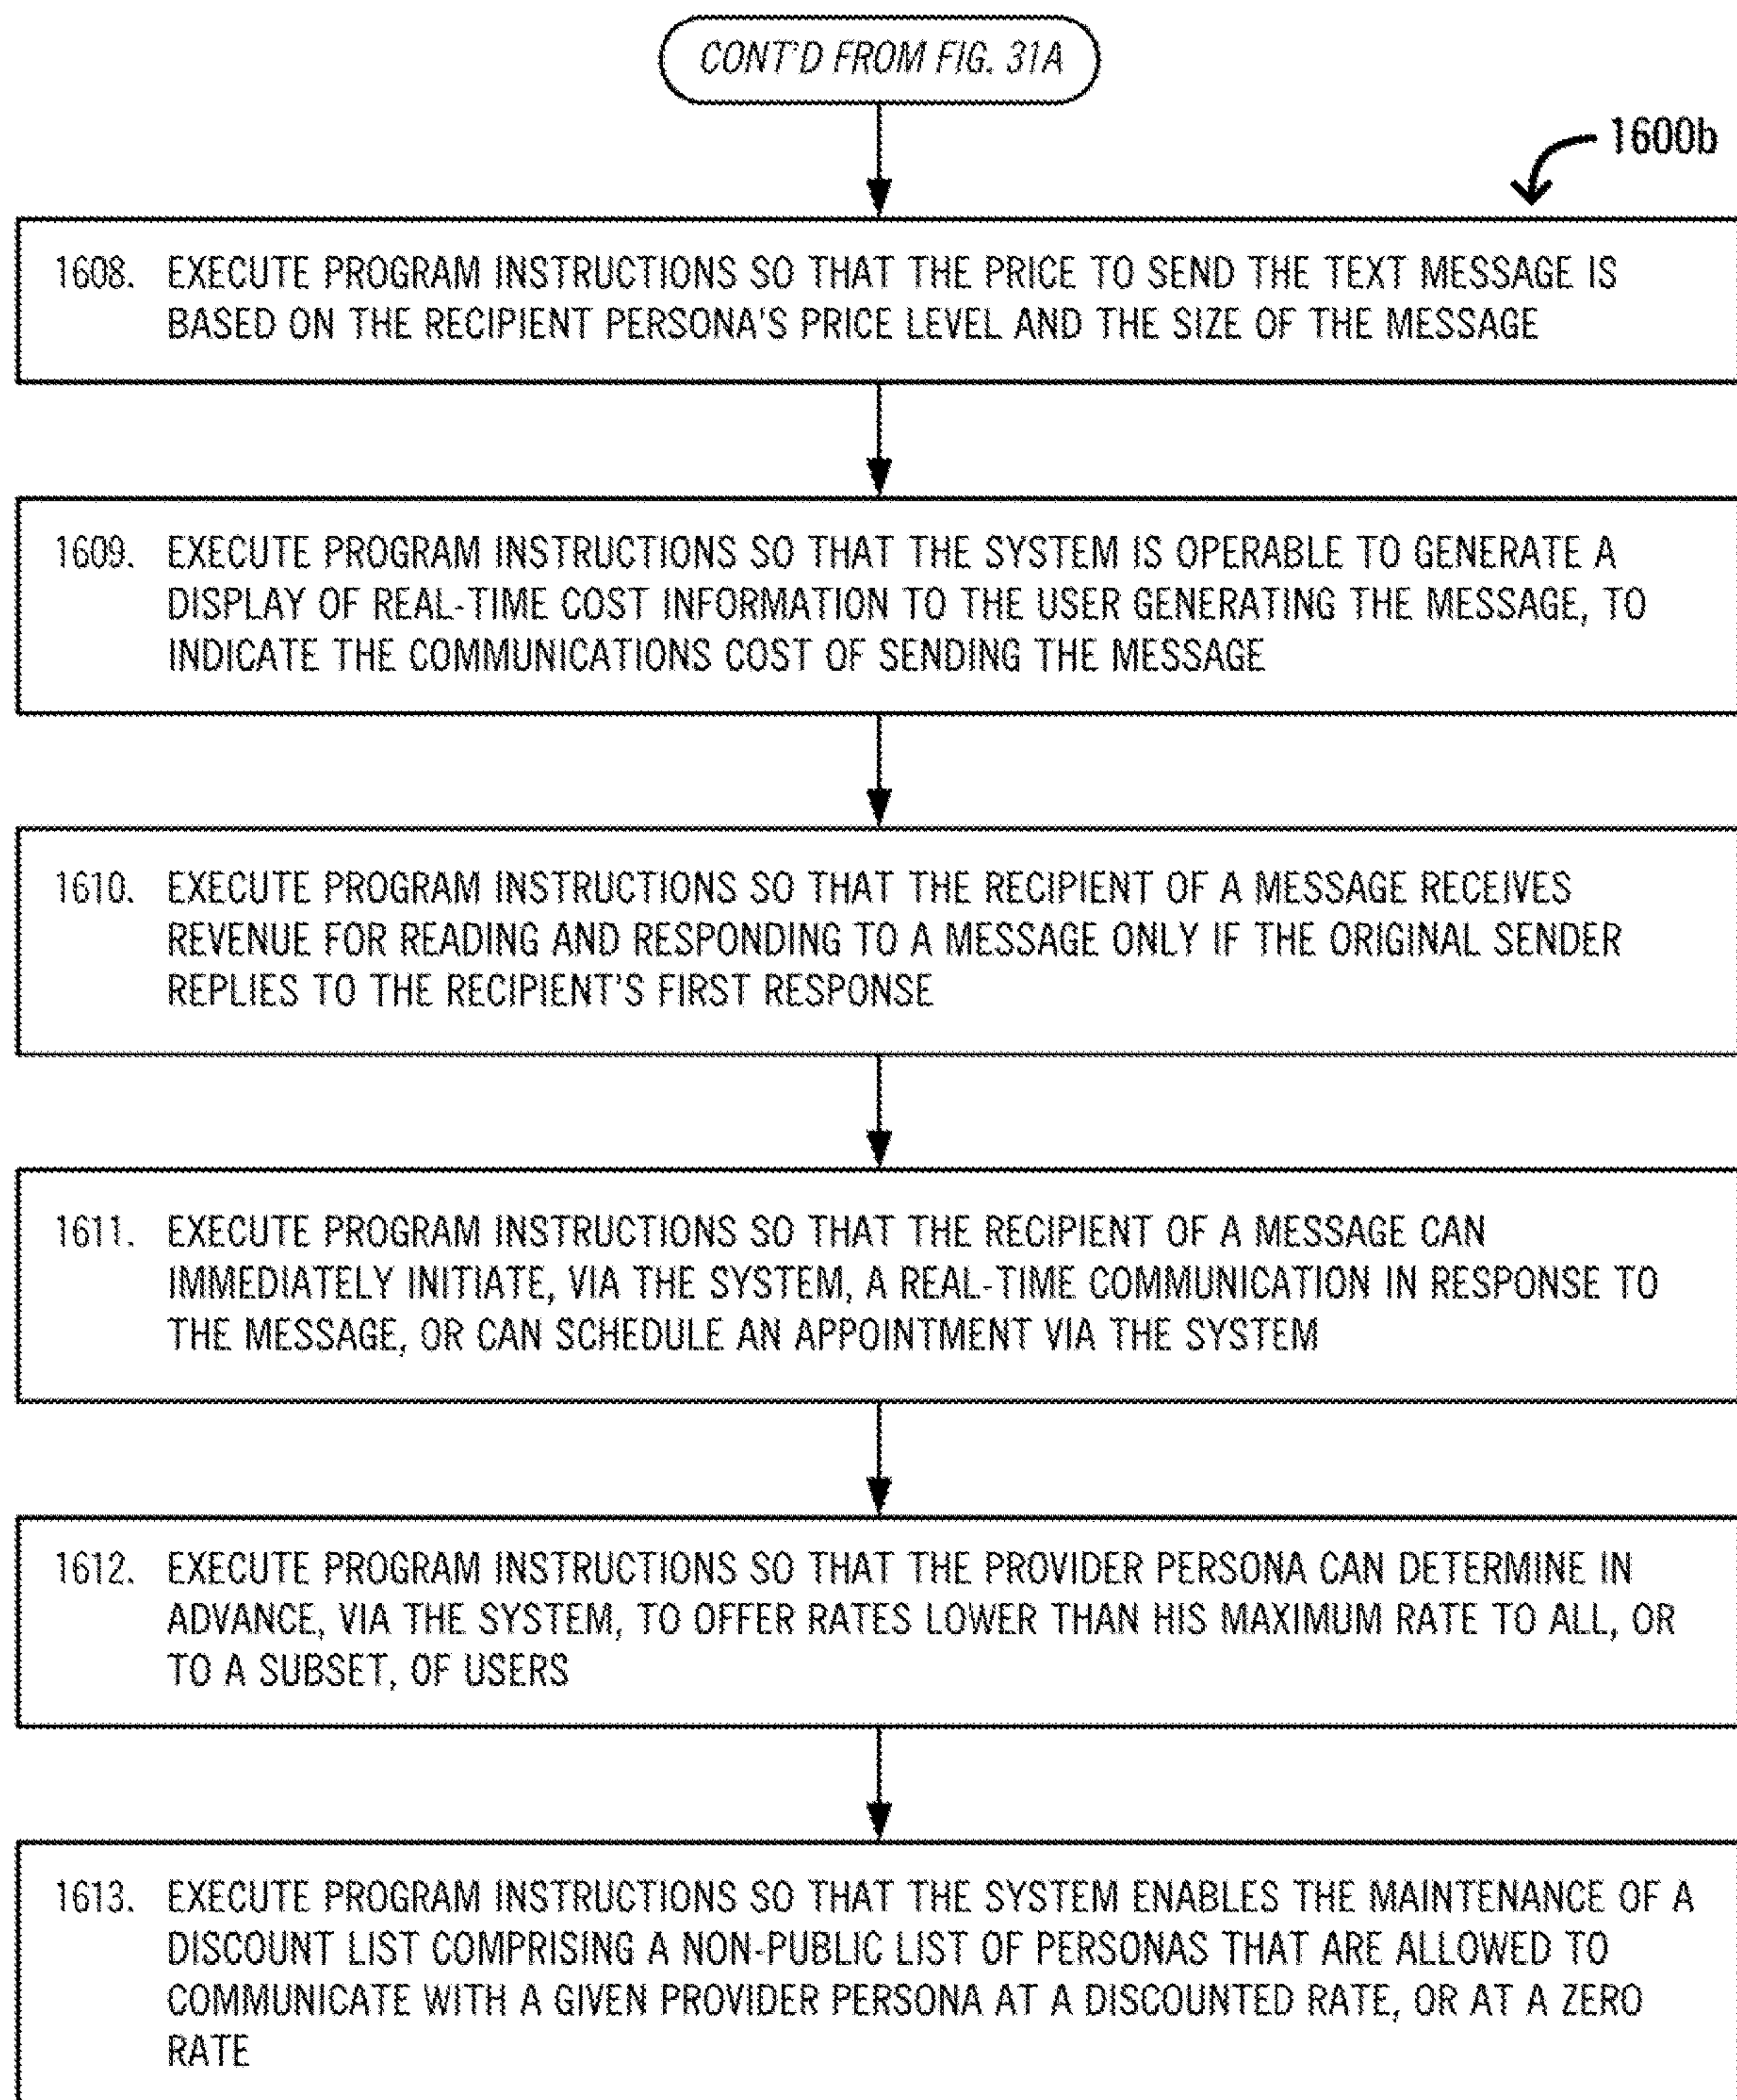 CONT'D FROM FIG. 31A
1600b
1608. EXECUTE PROGRAM INSTRUCTIONS SO THAT THE PRICE TO SEND THE TEXT MESSAGE IS
BASED ON THE RECIPIENT PERSONA'S PRICE LEVEL AND THE SIZE OF THE MESSAGE
1609. EXECUTE PROGRAM INSTRUCTIONS SO THAT THE SYSTEM IS OPERABLE TO GENERATE A
DISPLAY OF REAL-TIME COST INFORMATION TO THE USER GENERATING THE MESSAGE, TO
INDICATE THE COMMUNICATIONS COST OF SENDING THE MESSAGE
1610. EXECUTE PROGRAM INSTRUCTIONS SO THAT THE RECIPIENT OF A MESSAGE RECEIVES
REVENUE FOR READING AND RESPONDING TO A MESSAGE ONLY IF THE ORIGINAL SENDER
REPLIES TO THE RECIPIENT'S FIRST RESPONSE
1611. EXECUTE PROGRAM INSTRUCTIONS SO THAT THE RECIPIENT OF A MESSAGE CAN
IMMEDIATELY INITIATE, VIA THE SYSTEM, A REAL-TIME COMMUNICATION IN RESPONSE TO
THE MESSAGE, OR CAN SCHEDULE AN APPOINTMENT VIA THE SYSTEM
1612. EXECUTE PROGRAM INSTRUCTIONS SO THAT THE PROVIDER PERSONA CAN DETERMINE IN
ADVANCE, VIA THE SYSTEM, TO OFFER RATES LOWER THAN HIS MAXIMUM RATE TO ALL, OR
TO A SUBSET, OF USERS
1613. EXECUTE PROGRAM INSTRUCTIONS SO THAT THE SYSTEM ENABLES THE MAINTENANCE OF A
DISCOUNT LIST COMPRISING A NON-PUBLIC LIST OF PERSONAS THAT ARE ALLOWED TO
COMMUNICATE WITH A GIVEN PROVIDER PERSONA AT A DISCOUNTED RATE, OR AT A ZERO
RATE